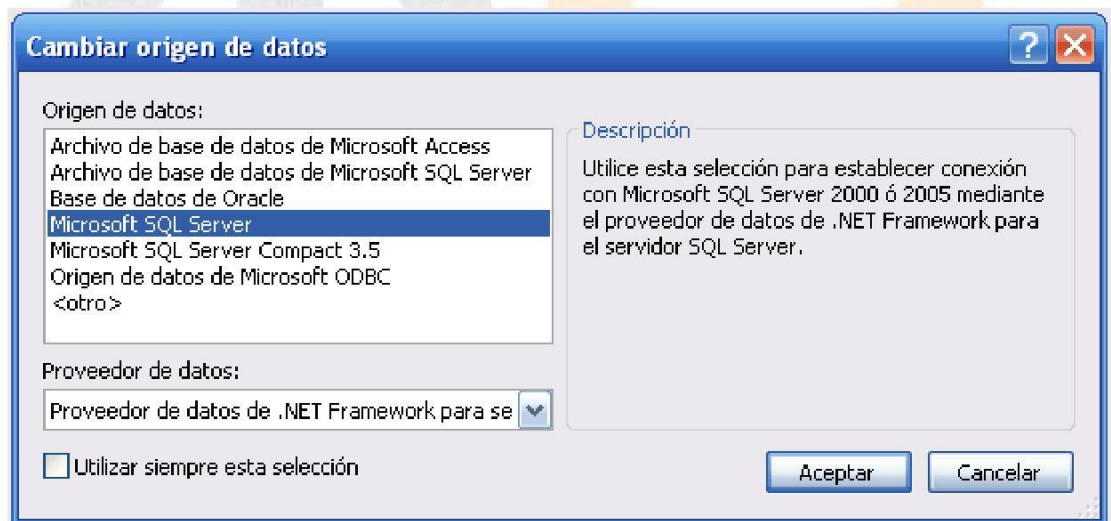 Cambiar origen de datos
Origen de datos:
Archivo de base de datos de Microsoft Access
Archivo de base de datos de Microsoft SQL Server
Base de datos de Oracle
Microsoft SQL Server
Microsoft SQL Server Compact 3.5
Origen de datos de Microsoft ODBC
<otro>
Descripción
Utilice esta selección para establecer conexión
con Microsoft SQL Server 2000 ó 2005 mediante
el proveedor de datos de .NET Framework para
el servidor SQL Server.
Proveedor de datos:
Proveedor de datos de .NET Framework para se
Utilizar siempre esta selección
Aceptar
Cancelar